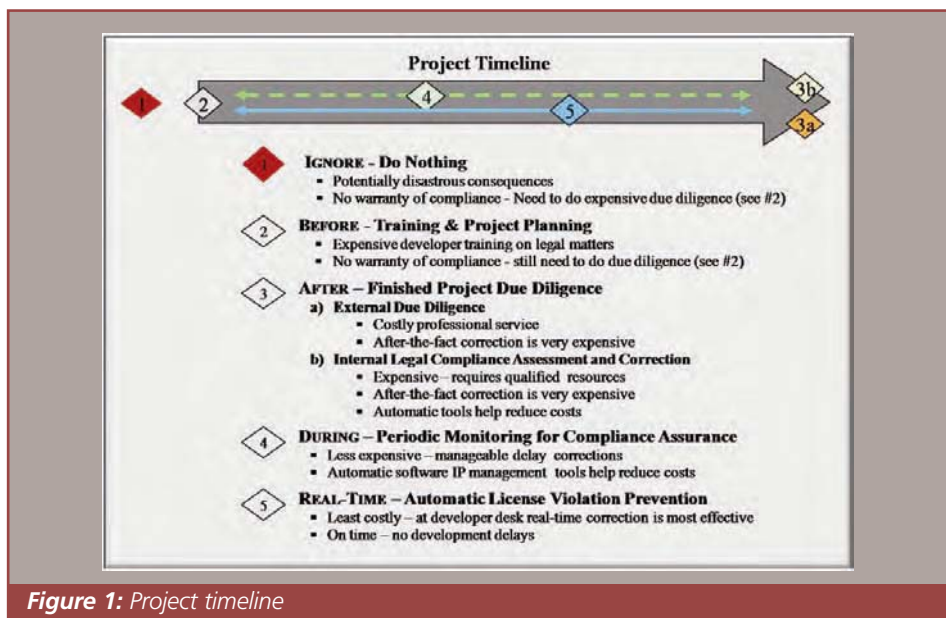 Project Timeline
1
2
4
5
3b
3a
1
IGNORE - Do Nothing
▪ Potentially disastrous consequences
▪ No warranty of compliance - Need to do expensive due diligence (see #2)
2
BEFORE - Training & Project Planning
▪ Expensive developer training on legal matters
▪ No warranty of compliance - still need to do due diligence (see #2)
3
AFTER – Finished Project Due Diligence
a) External Due Diligence
▪ Costly professional service
▪ After-the-fact correction is very expensive
b) Internal Legal Compliance Assessment and Correction
▪ Expensive – requires qualified resources
▪ After-the-fact correction is very expensive
▪ Automatic tools help reduce costs
4
DURING – Periodic Monitoring for Compliance Assurance
▪ Less expensive – manageable delay corrections
▪ Automatic software IP management tools help reduce costs
5
REAL-TIME – Automatic License Violation Prevention
▪ Least costly – at developer desk real-time correction is most effective
▪ On time – no development delays
Figure 1: Project timeline